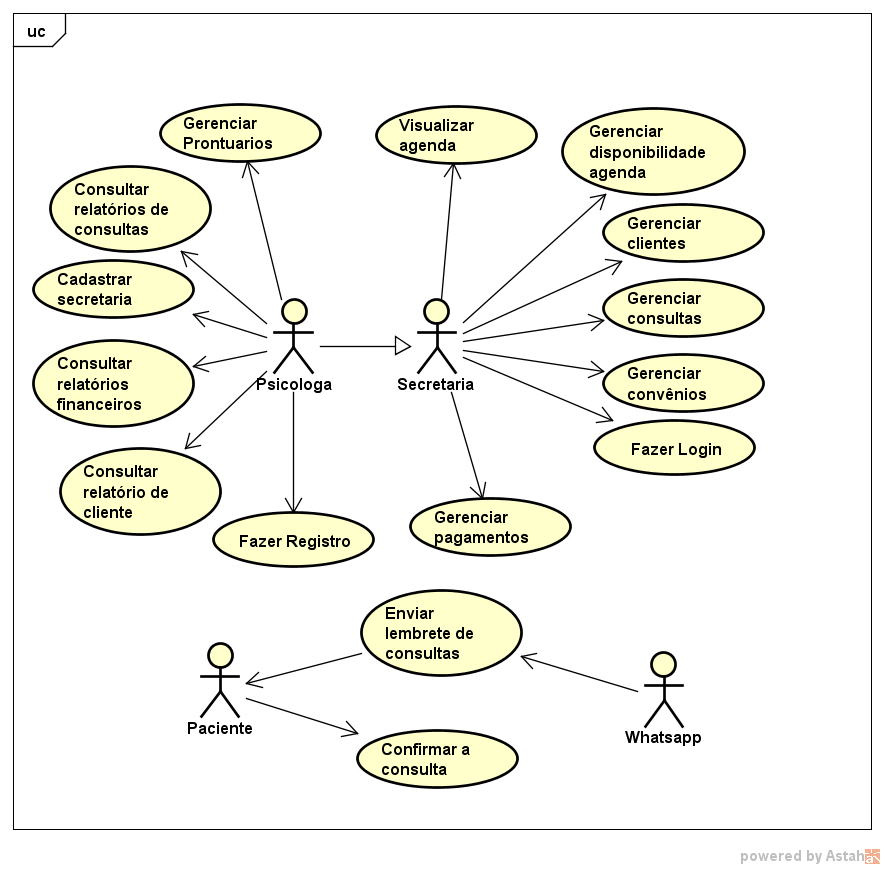 uc
Gerenciar
Prontuarios
Visualizar
agenda
Gerenciar
disponibilidade
agenda
Consultar
relatórios de
consultas
Gerenciar
clientes
Cadastrar
secretaria
Gerenciar
consultas
Consultar
relatórios
financeiros
Psicologa
Secretaria
Gerenciar
convênios
Fazer Login
Consultar
relatório de
cliente
Fazer Registro
Gerenciar
pagamentos
Enviar
lembrete de
consultas
Paciente
Whatsapp
Confirmar a
consulta
powered by Astah